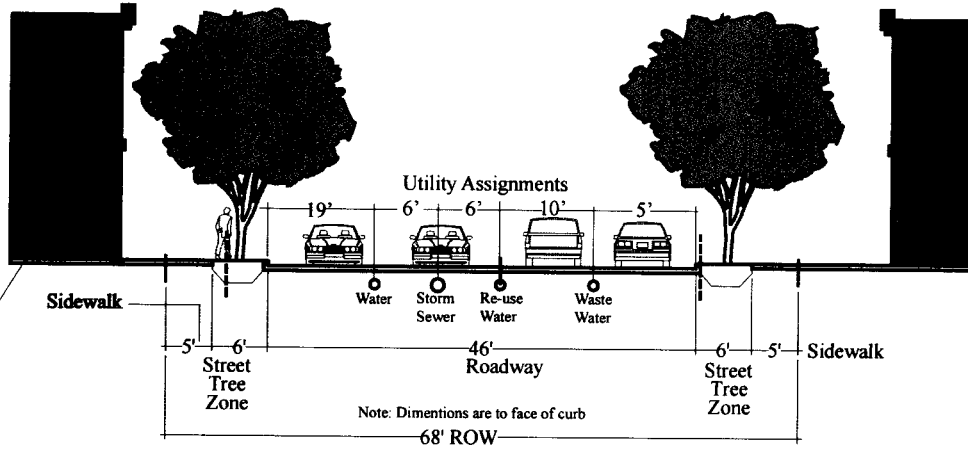 Utility Assignments
19' 6' 6' 10' 5'
Water Storm Sewer Re-use Water Waste Water
Sidewalk
5' 6' 46' 6' 5' Sidewalk
Roadway
Street Tree Zone
Street Tree Zone
Note: Dimentions are to face of curb
68' ROW